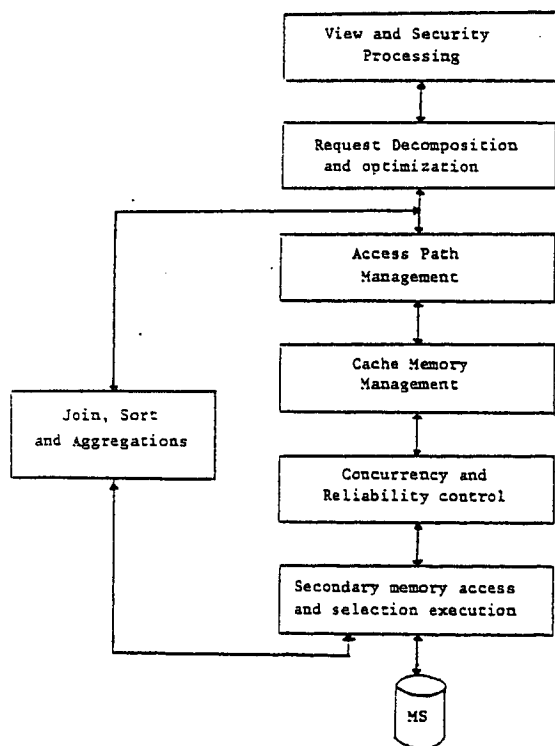 View and Security
Processing
Request Decomposition
and optimization
Access Path
Management
Cache Memory
Management
Join, Sort
and Aggregations
Concurrency and
Reliability control
Secondary memory access
and selection execution
MS